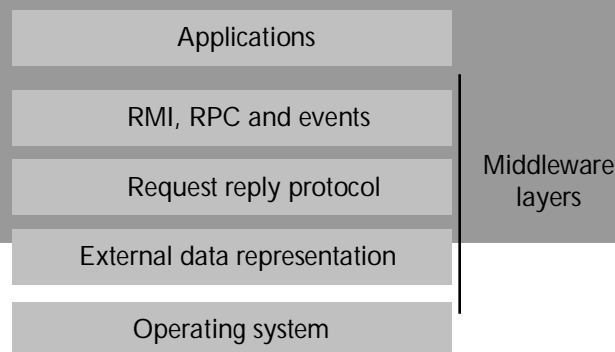 Applications
RMI, RPC and events
Request reply protocol
Middleware
layers
External data representation
Operating system